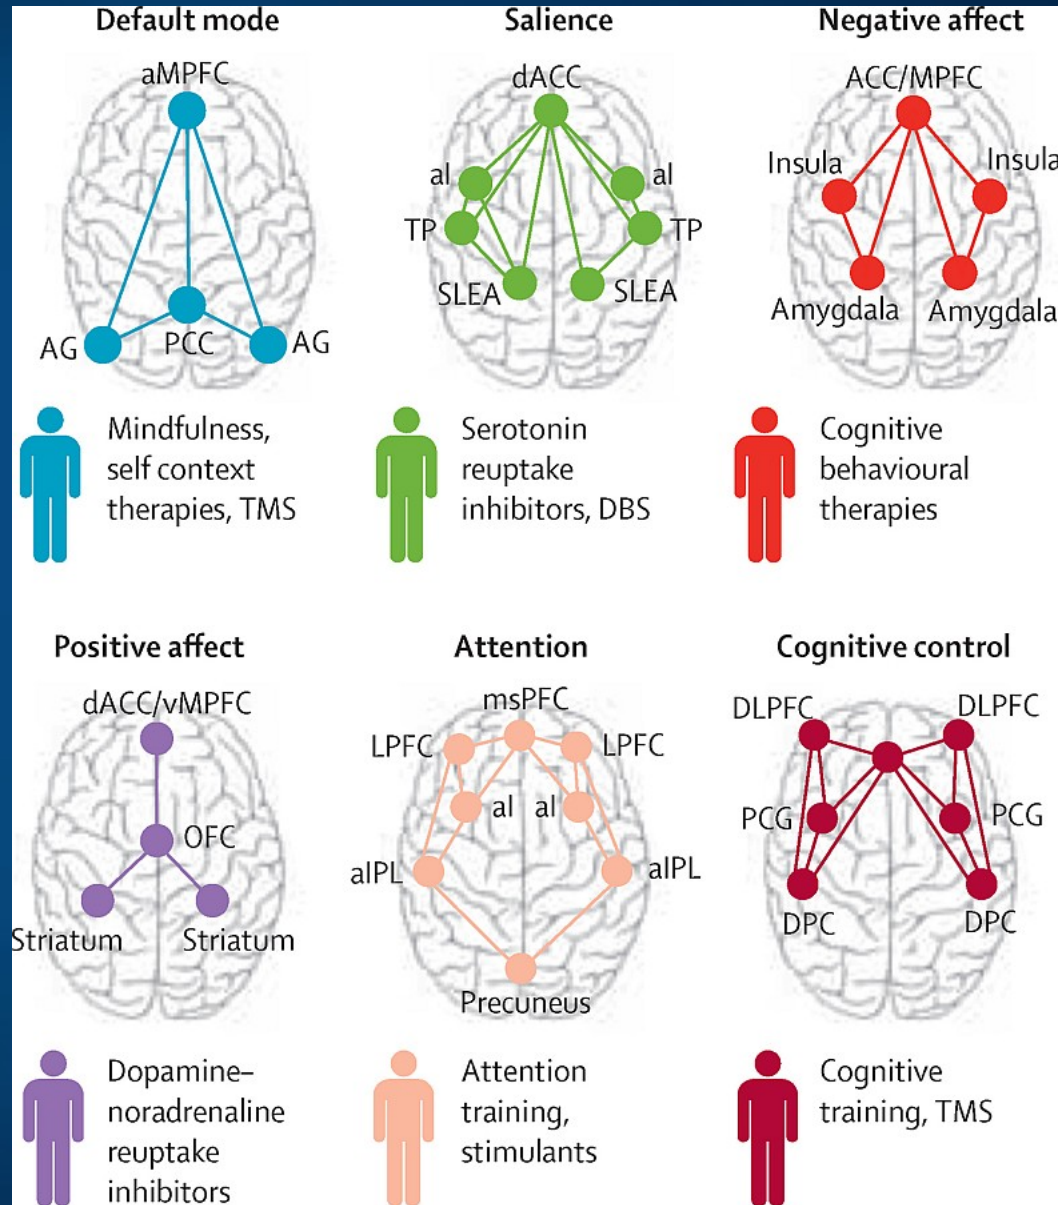 Default mode
aMPFC
AG
PCC
AG
Mindfulness,
self context
therapies, TMS
Salience
dACC
aI
aI
TP
TP
SLEA
SLEA
Serotonin
reuptake
inhibitors, DBS
Negative affect
ACC/MPFC
Insula
Insula
Amygdala
Amygdala
Cognitive
behavioural
therapies
Positive affect
dACC/vMPFC
OFC
Striatum
Striatum
Dopamine–
noradrenaline
reuptake
inhibitors
Attention
msPFC
LPFC
LPFC
aI
aI
aIPL
aIPL
Precuneus
Attention
training,
stimulants
Cognitive control
DLPFC
DLPFC
PCG
PCG
DPC
DPC
Cognitive
training, TMS